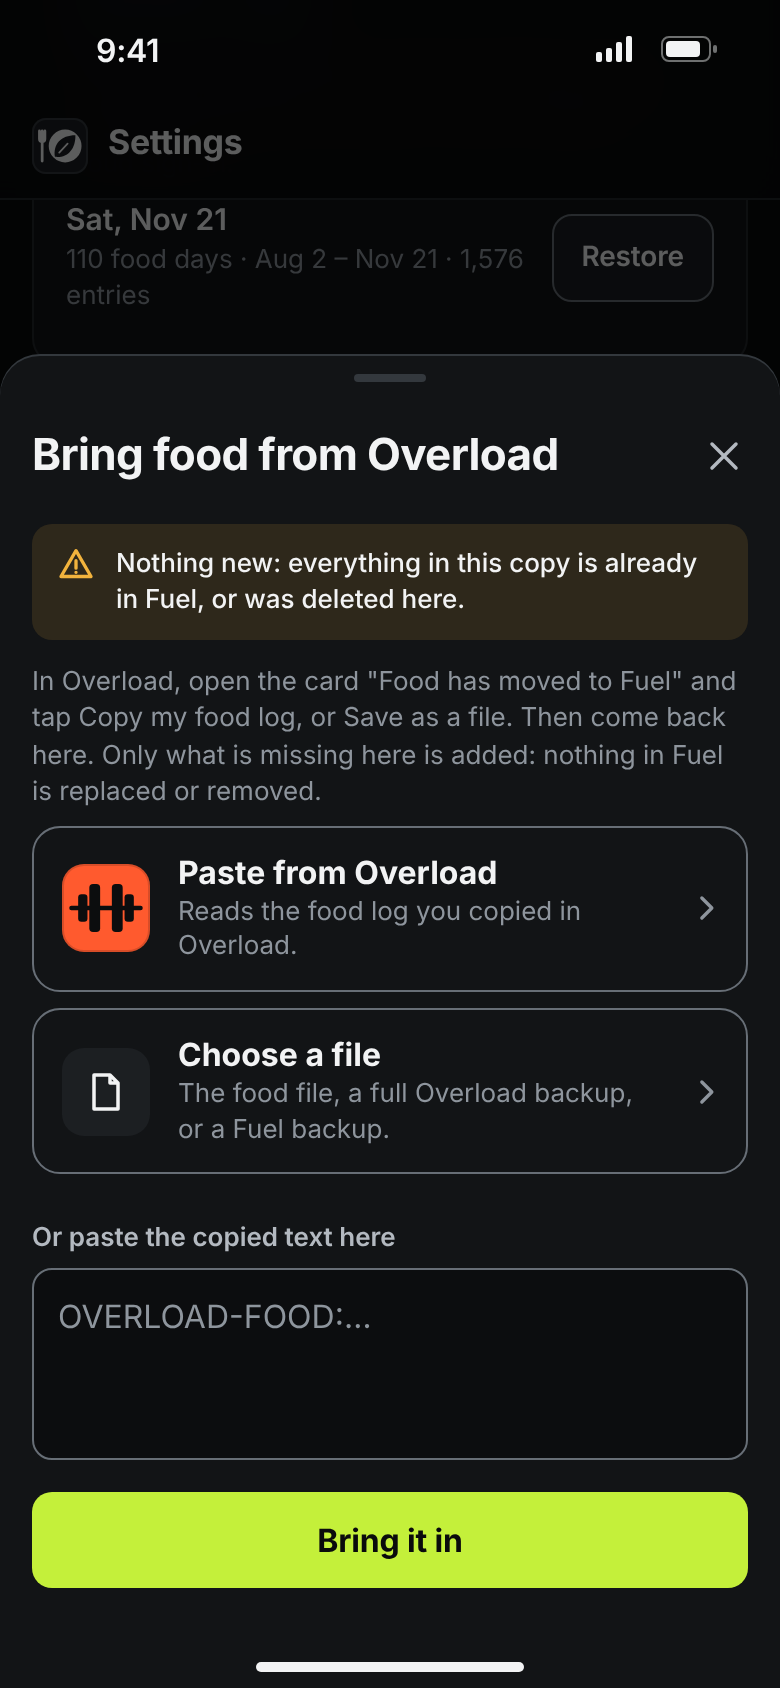 9:41
Settings
Sat, Nov 21
110 food days · Aug 2 – Nov 21 · 1,576
entries
Restore
Bring food from Overload
Nothing new: everything in this copy is already
in Fuel, or was deleted here.
In Overload, open the card "Food has moved to Fuel" and
tap Copy my food log, or Save as a file. Then come back
here. Only what is missing here is added: nothing in Fuel
is replaced or removed.
Paste from Overload
Reads the food log you copied in
Overload.
Choose a file
The food file, a full Overload backup,
or a Fuel backup.
Or paste the copied text here
OVERLOAD-FOOD:...
Bring it in